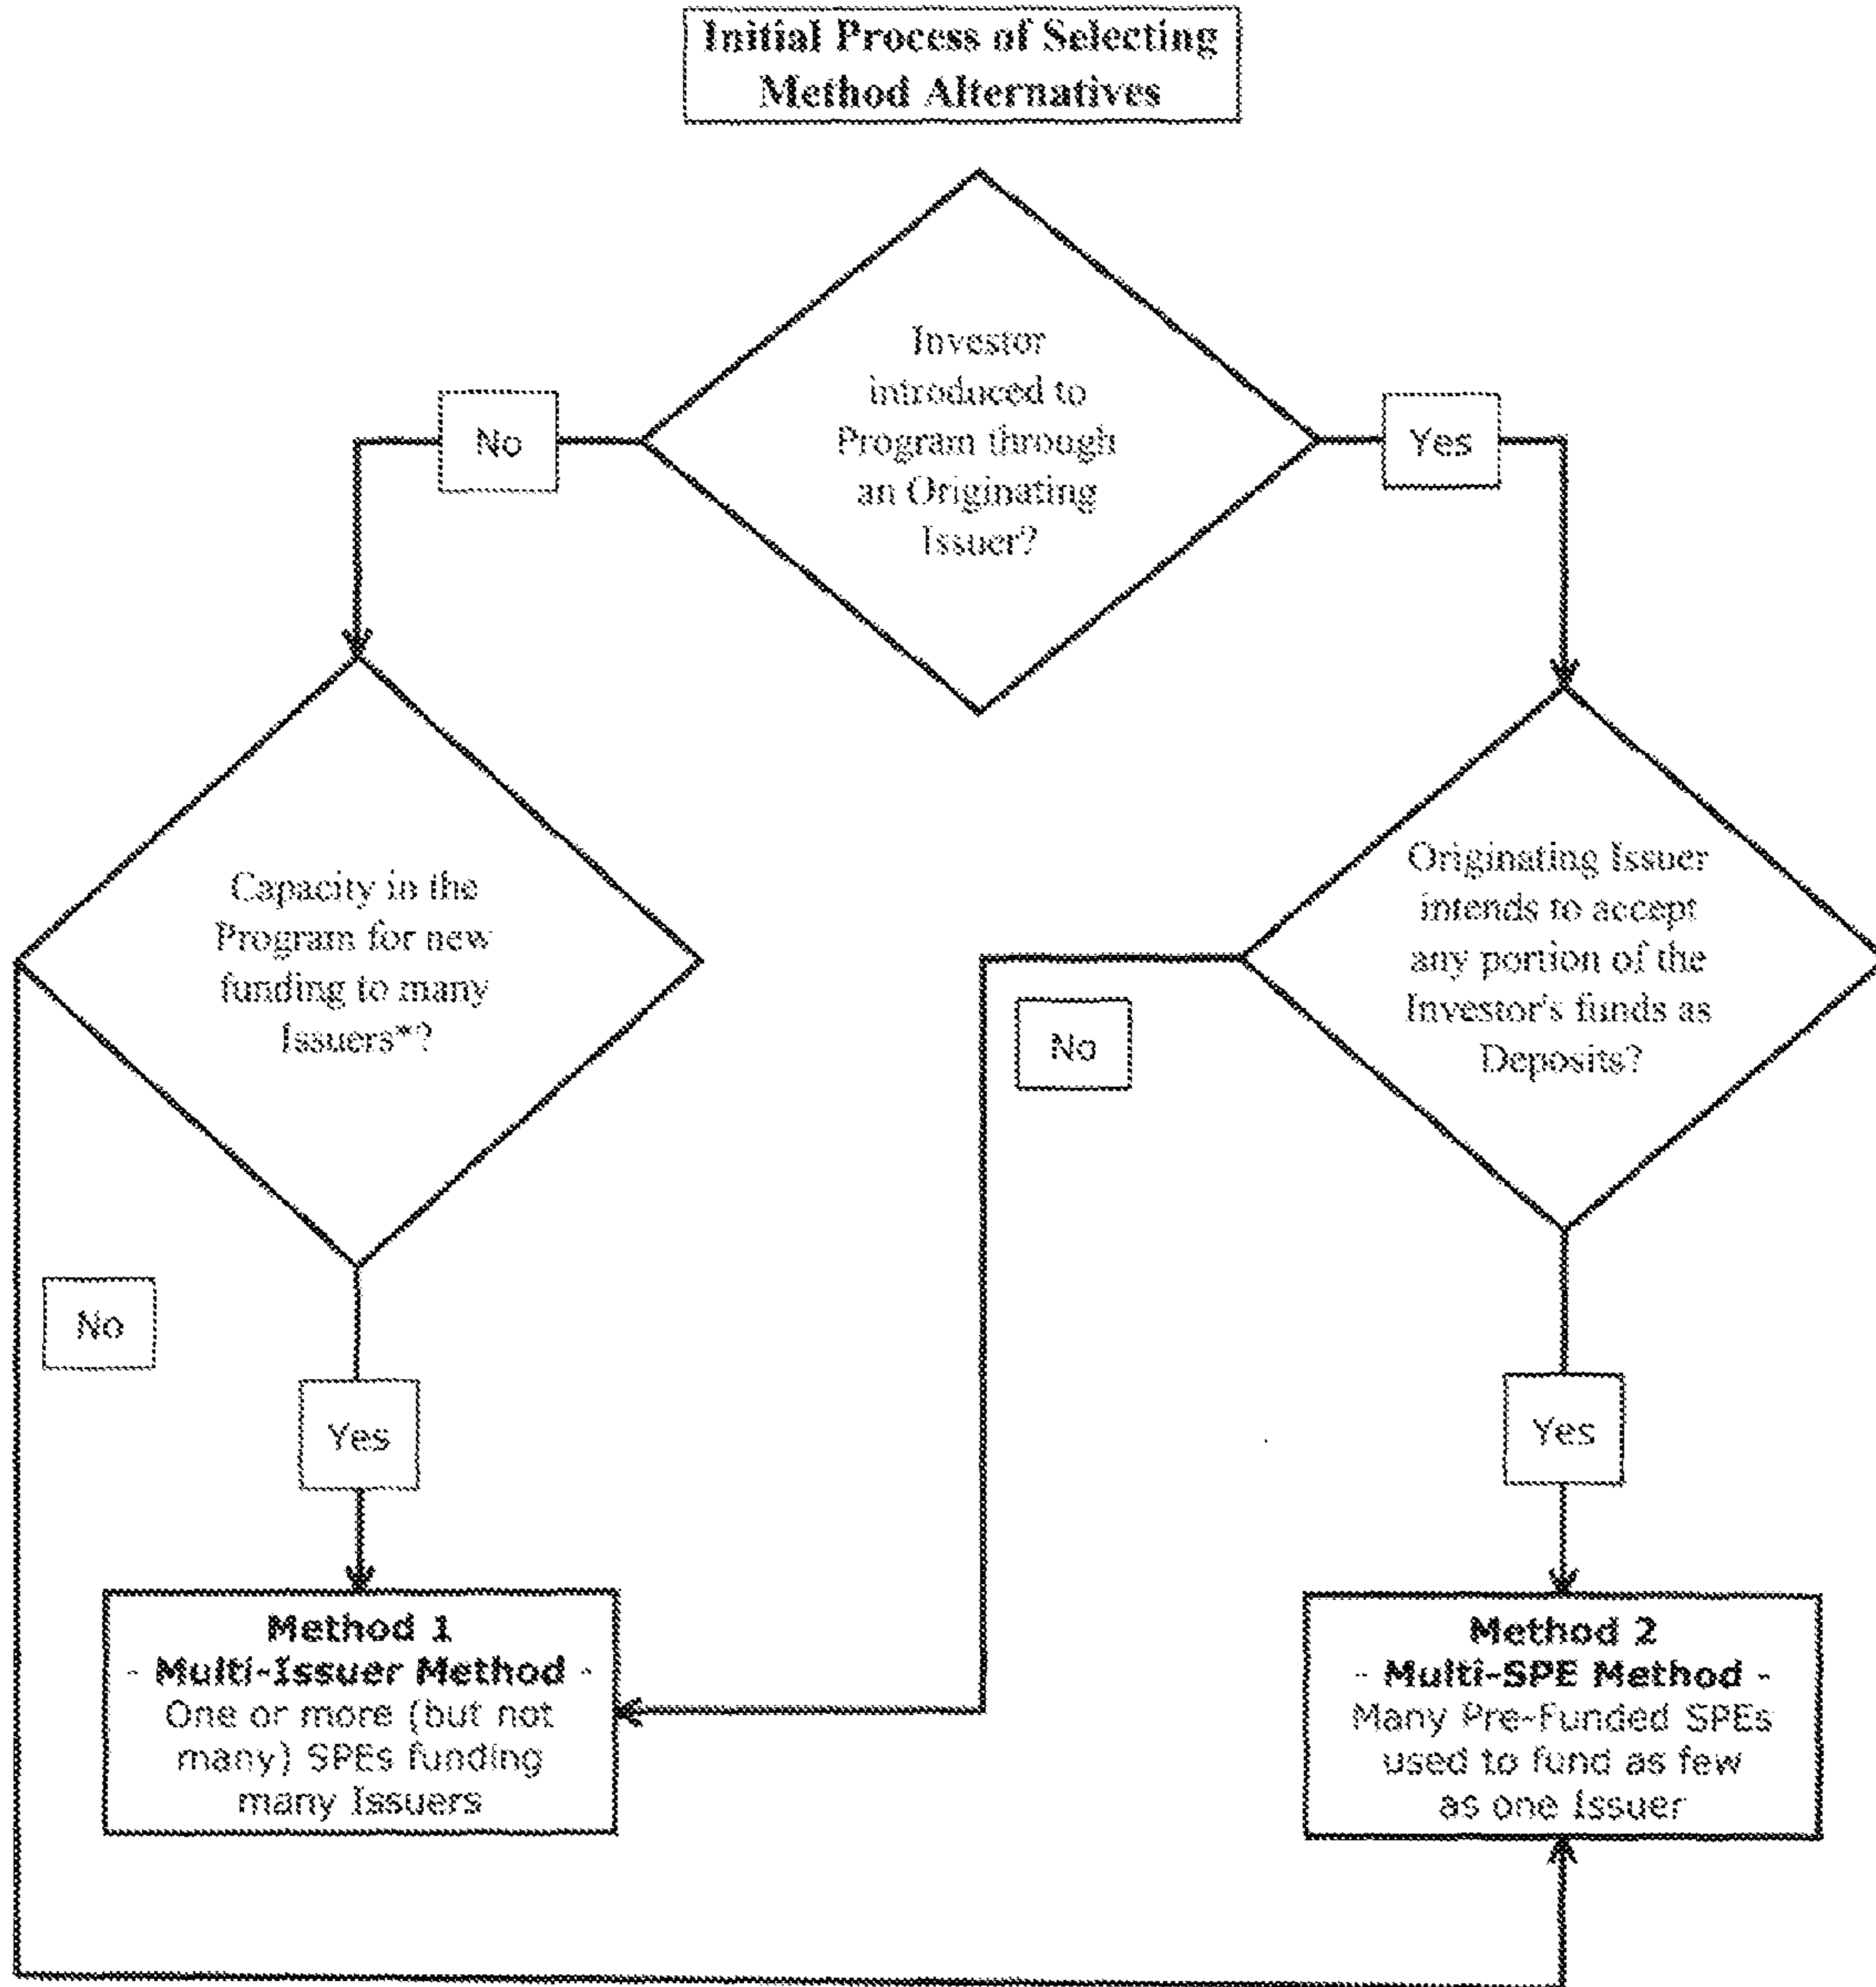 Initial Process of Selecting
Method Alternatives
Investor
introduced to
Program through
an Originating
Issuer?
No
Yes
Capacity in the
Program for new
funding to many
Issuers*?
Originating Issuer
intends to accept
any portion of the
Investor's funds as
Deposits?
No
No
Yes
Yes
Method 1
- Multi-Issuer Method -
One or more (but not
many) SPEs funding
many Issuers
Method 2
- Multi-SPE Method -
Many Pre-Funded SPEs
used to fund as few
as one Issuer